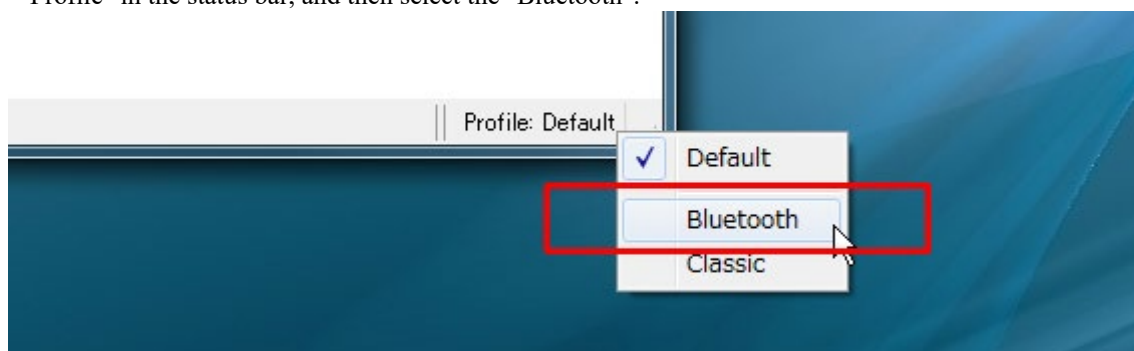 "Profile" in the status bar, and then select the "Bluetooth".
Profile: Default
Default
Bluetooth
Classic